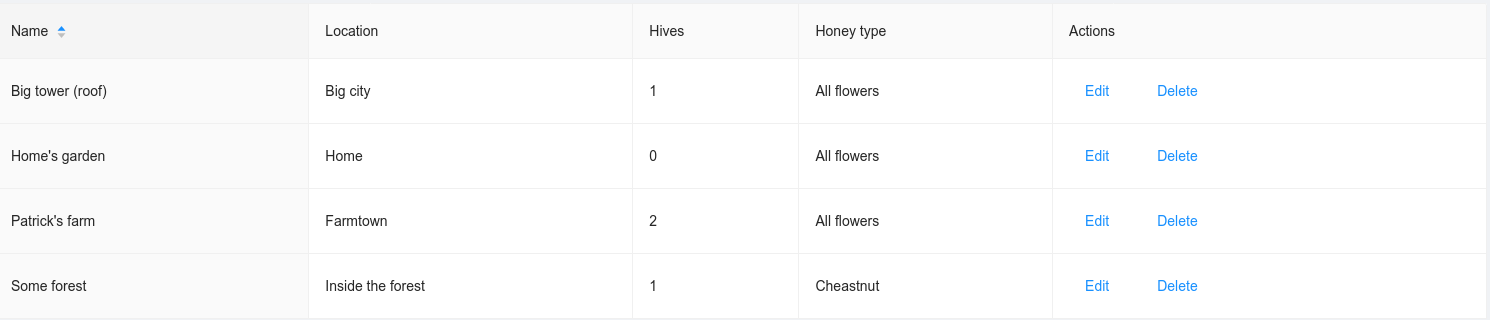 Name Location Hives Honey type Actions
Big tower (roof) Big city 1 All flowers Edit Delete
Home's garden Home 0 All flowers Edit Delete
Patrick's farm Farmtown 2 All flowers Edit Delete
Some forest Inside the forest 1 Cheastnut Edit Delete